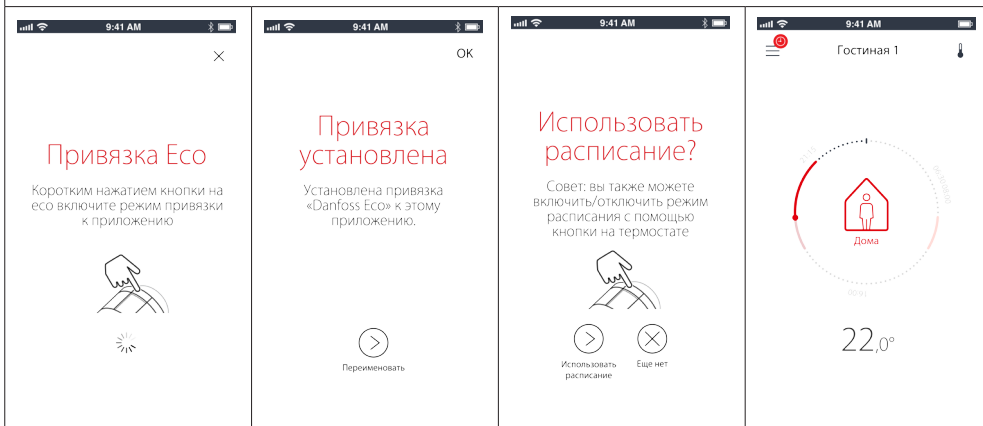 9:41 AM
Привязка Eco
Коротким нажатием кнопки на
eco включите режим привязки
к приложению
9:41 AM
OK
Привязка
установлена
Установлена привязка
«Danfoss Eco» к этому
приложению.
Переименовать
9:41 AM
Использовать
расписание?
Совет: вы также можете
включить/отключить режим
расписания с помощью
кнопки на термостате
Использовать
расписание
Еще нет
9:41 AM
Гостиная 1
Дома
22,0°